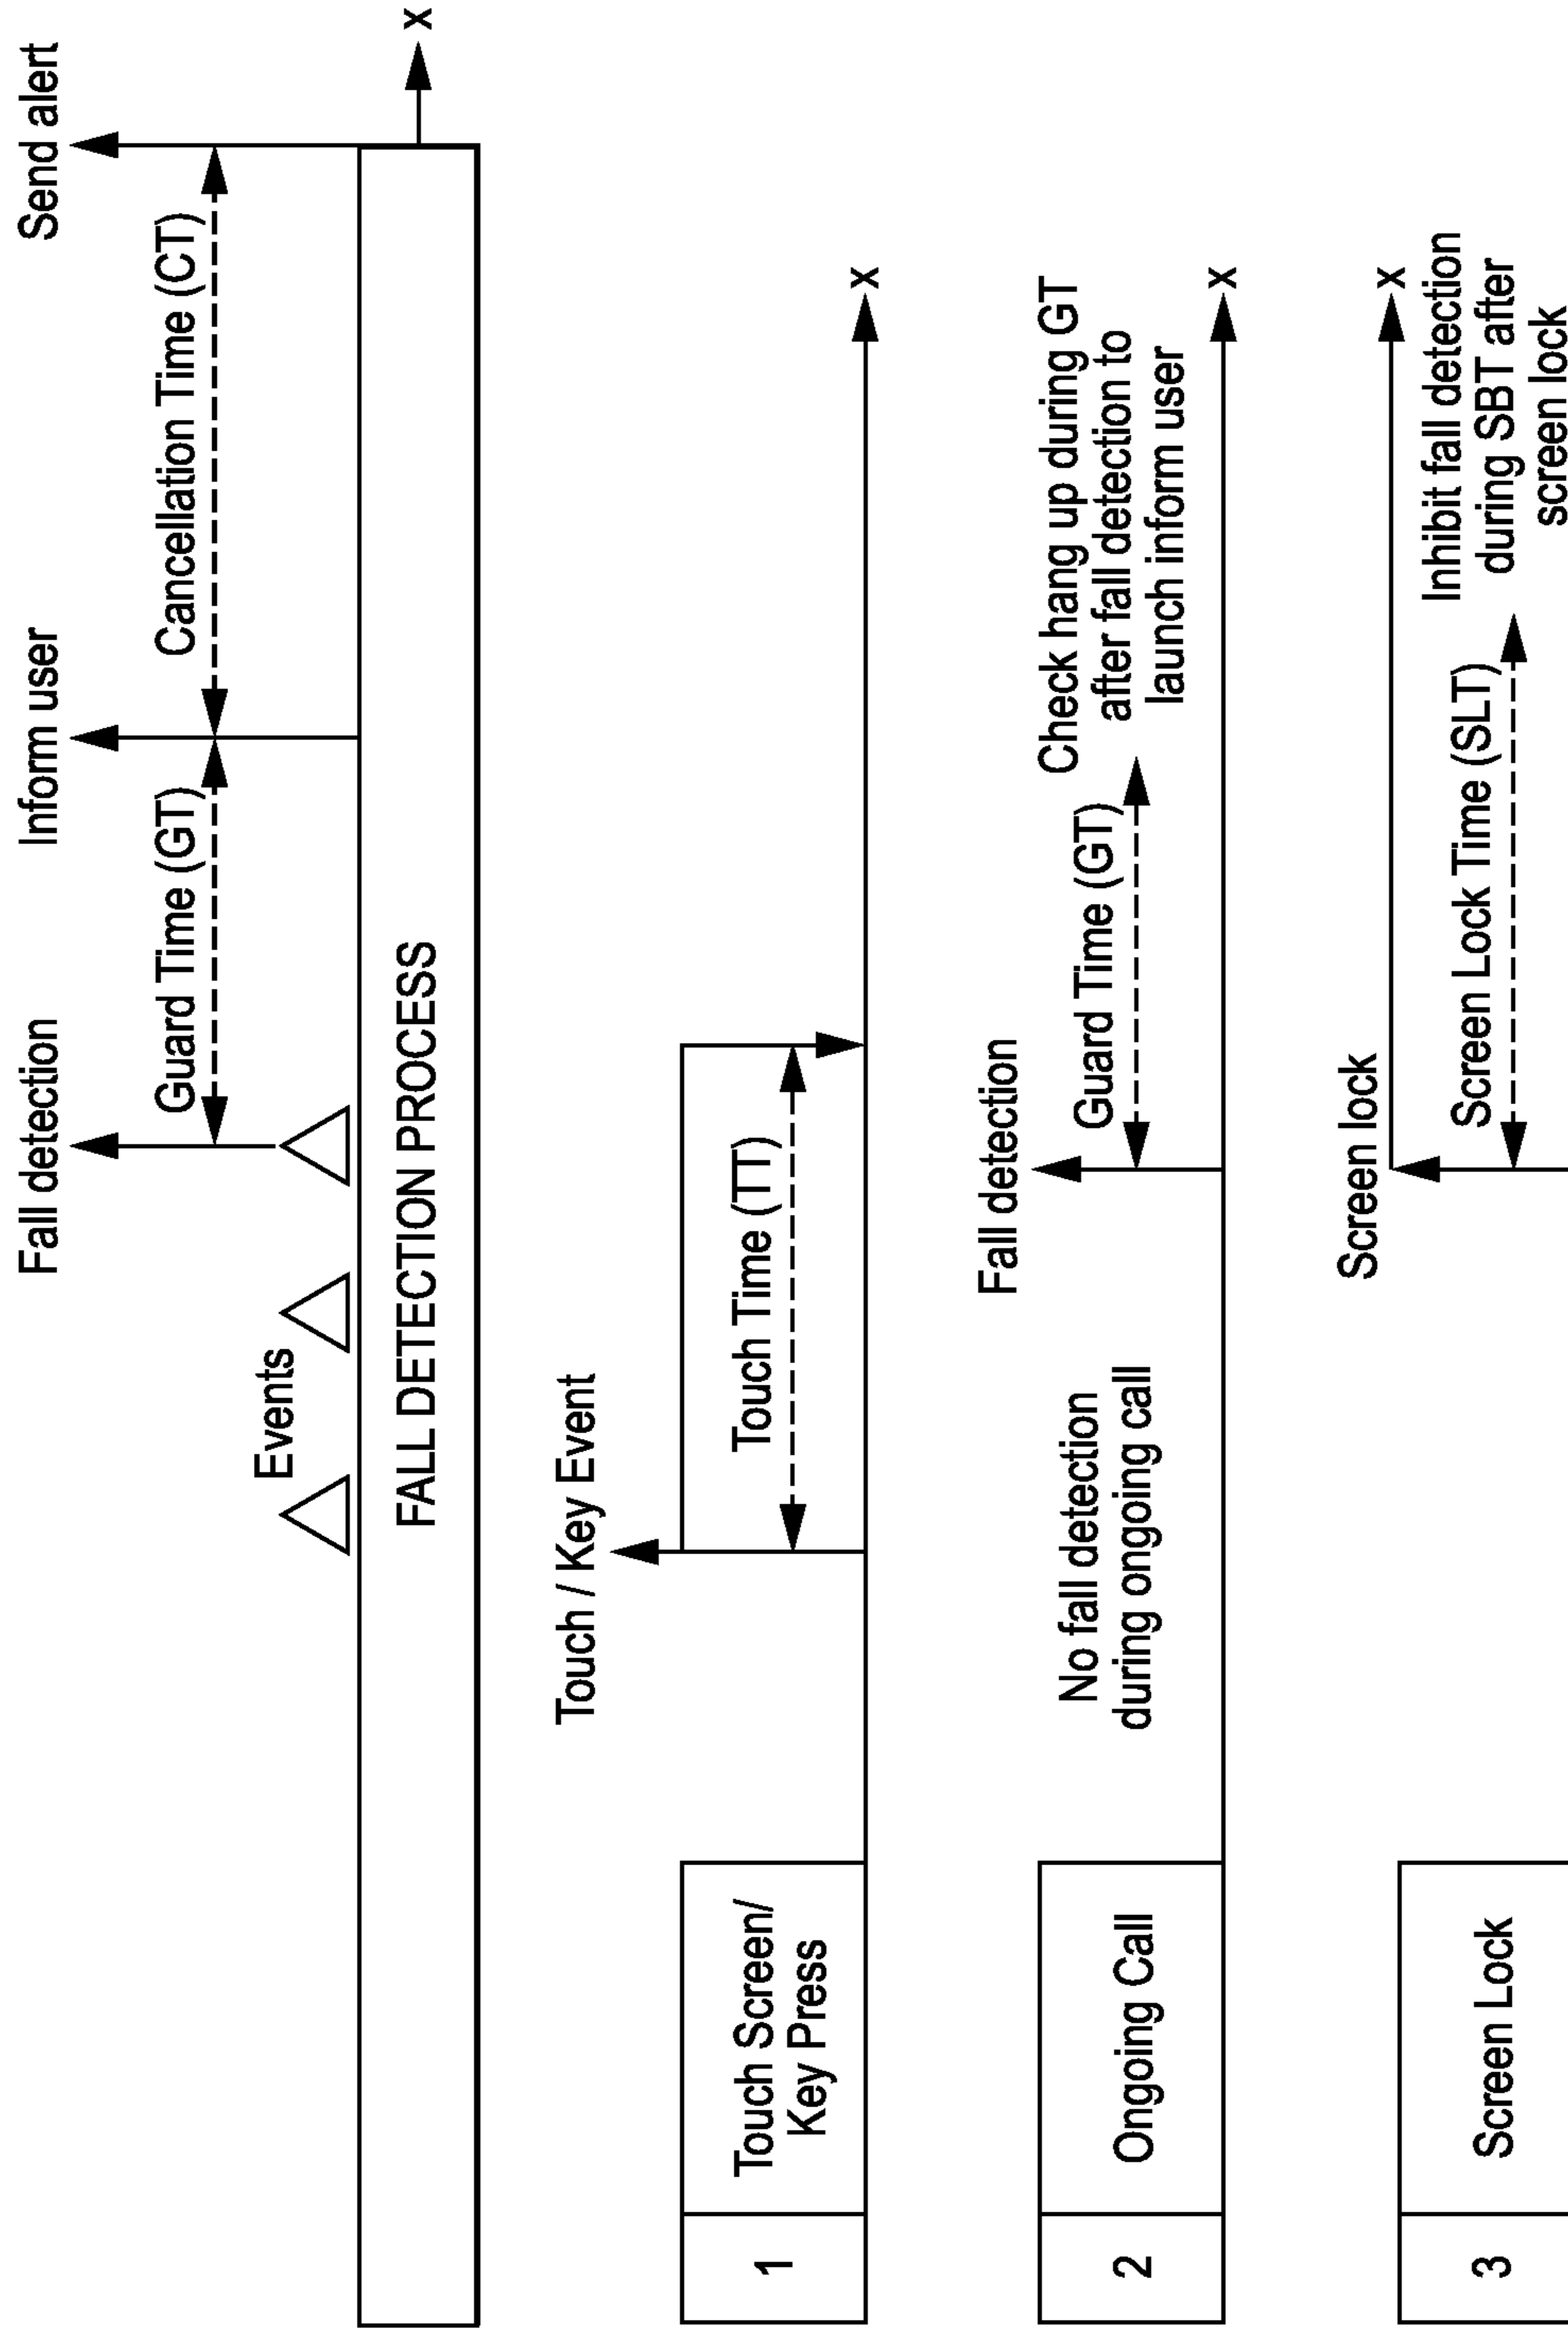 Fall detection
Inform user
Send alert
Guard Time (GT)
Cancellation Time (CT)
Events
FALL DETECTION PROCESS
x
Touch / Key Event
1
Touch Screen/
Key Press
Touch Time (TT)
x
Fall detection
2
Ongoing Call
No fall detection
during ongoing call
Guard Time (GT)
Check hang up during GT
after fall detection to
launch inform user
x
Screen lock
x
3
Screen Lock
Screen Lock Time (SLT)
Inhibit fall detection
during SBT after
screen lock